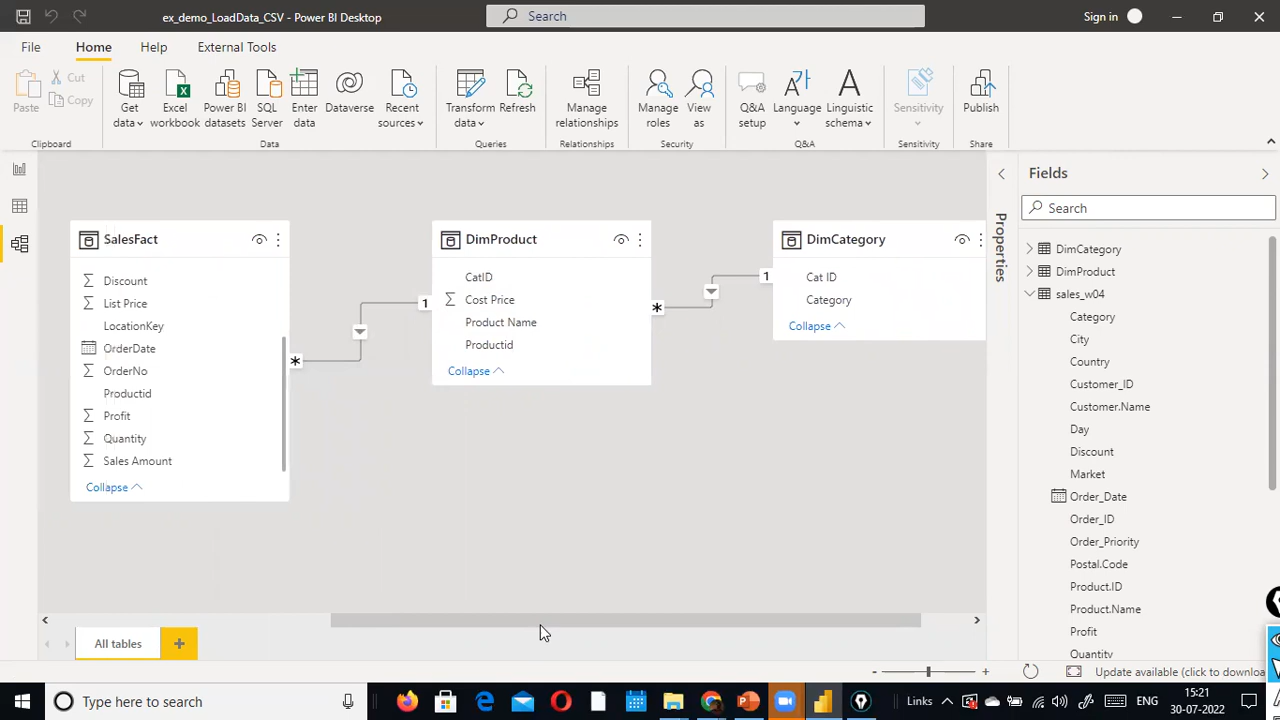 ex_demo_LoadData_CSV - Power BI Desktop
Search
Sign in
File
Home
Help
External Tools
Paste
Cut
Copy
Get data
Excel workbook
Power BI datasets
SQL Server
Enter data
Dataverse
Recent sources
Transform data
Refresh
Manage relationships
Manage roles
View as
Q&A setup
Language
Linguistic schema
Sensitivity
Publish
Clipboard
Data
Queries
Relationships
Security
Q&A
Sensitivity
Share
SalesFact
Discount
List Price
LocationKey
OrderDate
OrderNo
Productid
Profit
Quantity
Sales Amount
Collapse
*
1
DimProduct
CatID
Cost Price
Product Name
Productid
Collapse
*
1
DimCategory
Cat ID
Category
Collapse
Properties
Fields
Search
DimCategory
DimProduct
sales_w04
Category
City
Country
Customer_ID
Customer.Name
Day
Discount
Market
Order_Date
Order_ID
Order_Priority
Postal.Code
Product.ID
Product.Name
Profit
Quantity
All tables
+
- +
Update available (click to downloa
Type here to search
Links
ENG
15:21
30-07-2022